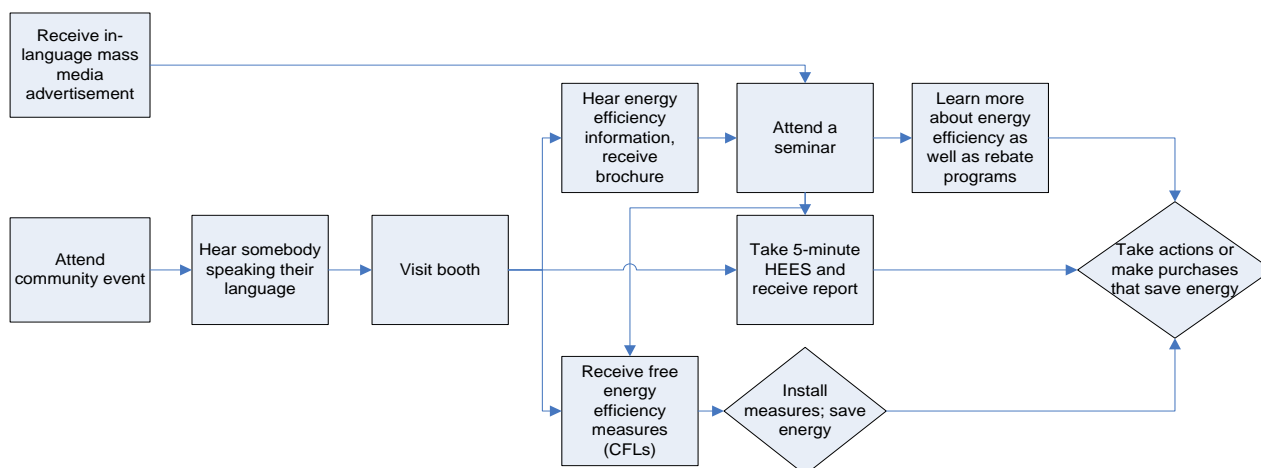 Receive in-
language mass
media
advertisement
Hear energy
efficiency
information,
receive
brochure
Attend a
seminar
Learn more
about energy
efficiency as
well as rebate
programs
Attend
community event
Hear somebody
speaking their
language
Visit booth
Take 5-minute
HEES and
receive report
Take actions or
make purchases
that save energy
Receive free
energy
efficiency
measures
(CFLs)
Install
measures; save
energy